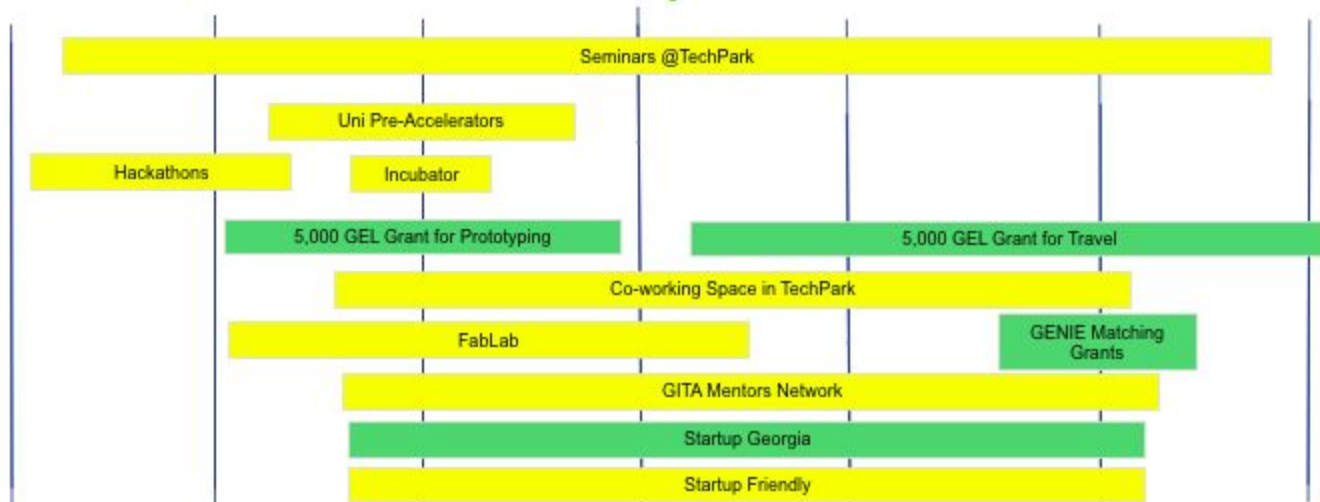 Seminars @TechPark
Uni Pre-Accelerators
Hackathons
Incubator
5,000 GEL Grant for Prototyping
5,000 GEL Grant for Travel
Co-working Space in TechPark
FabLab
GENIE Matching
Grants
GITA Mentors Network
Startup Georgia
Startup Friendly